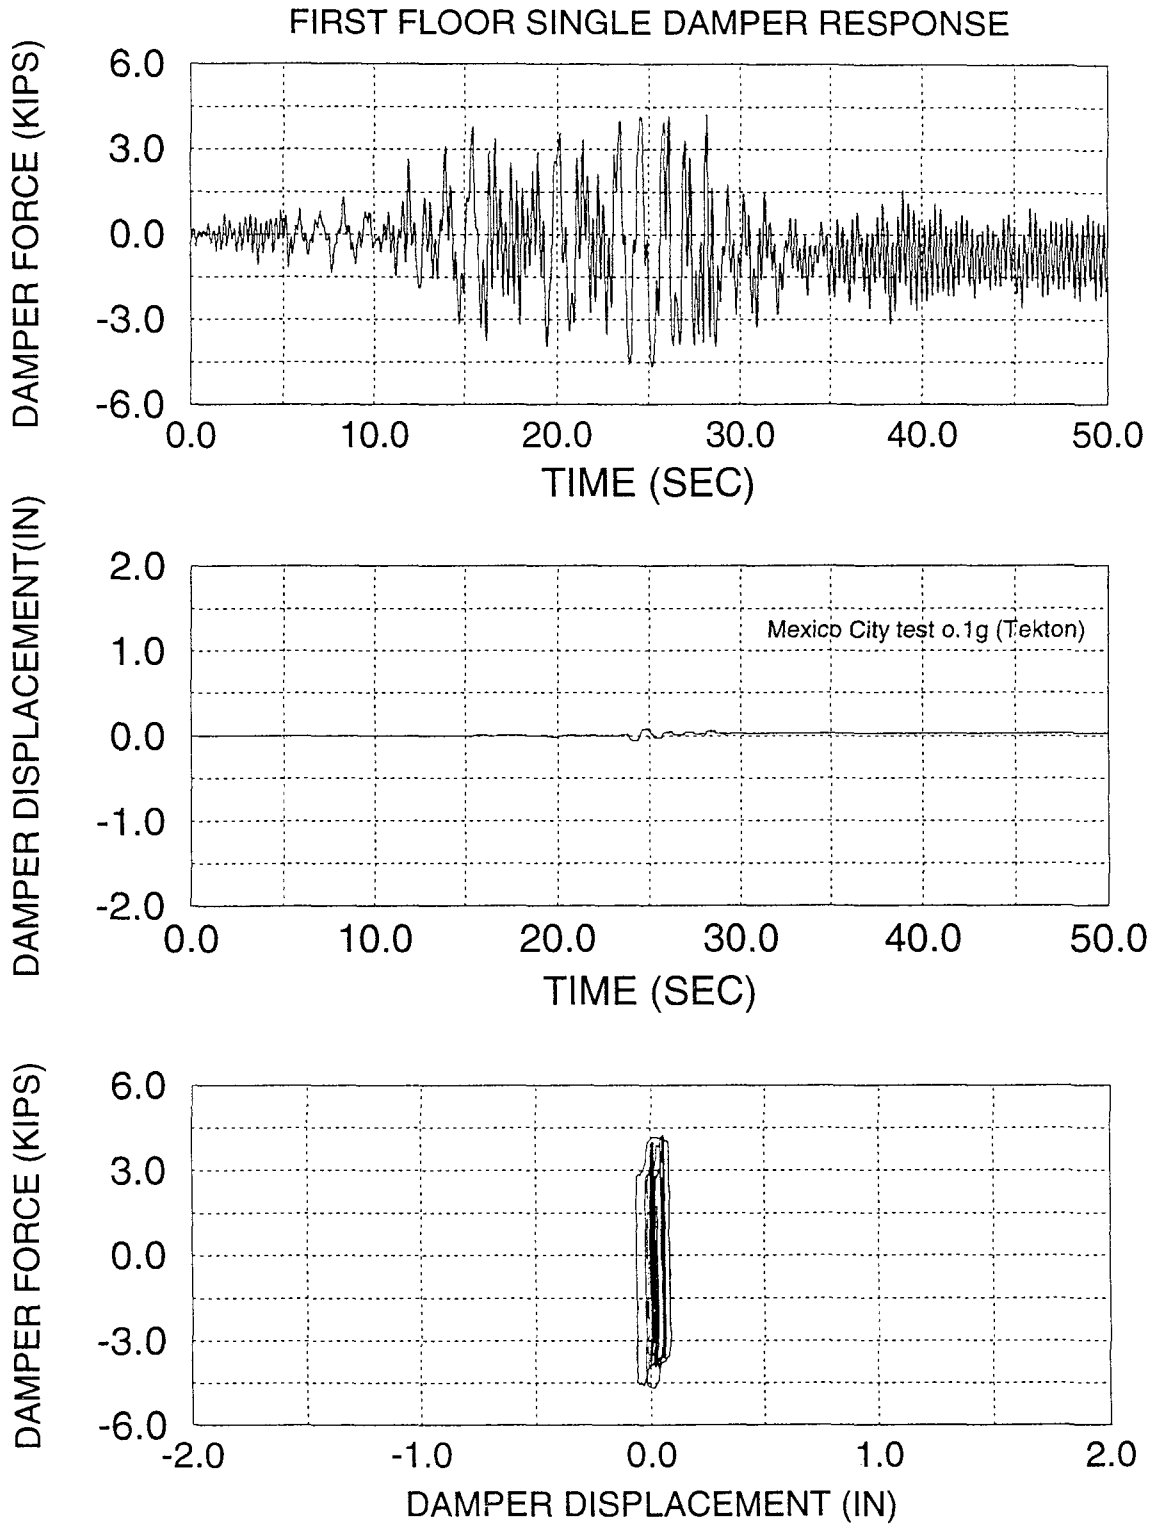 FIRST FLOOR SINGLE DAMPER RESPONSE
DAMPER FORCE (KIPS)
6.0
3.0
0.0
-3.0
-6.0
0.0 10.0 20.0 30.0 40.0 50.0
TIME (SEC)
DAMPER DISPLACEMENT(IN)
2.0
1.0
0.0
-1.0
-2.0
Mexico City test o.1g (Tekton)
0.0 10.0 20.0 30.0 40.0 50.0
TIME (SEC)
DAMPER FORCE (KIPS)
6.0
3.0
0.0
-3.0
-6.0
-2.0 -1.0 0.0 1.0 2.0
DAMPER DISPLACEMENT (IN)